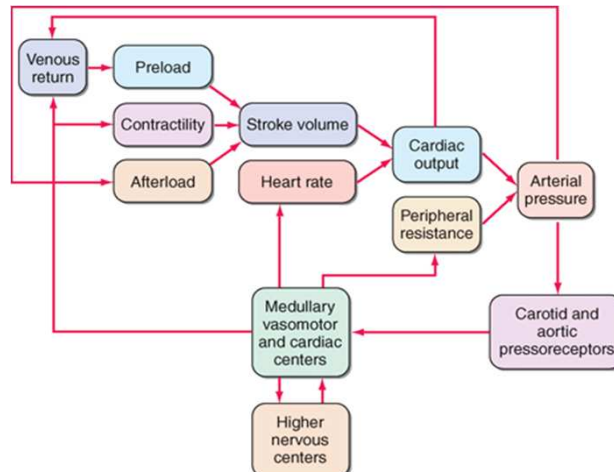 Venous
return
Preload
Contractility
Afterload
Stroke volume
Heart rate
Cardiac
output
Peripheral
resistance
Arterial
pressure
Medullary
vasomotor
and cardiac
centers
Carotid and
aortic
pressoreceptors
Higher
nervous
centers